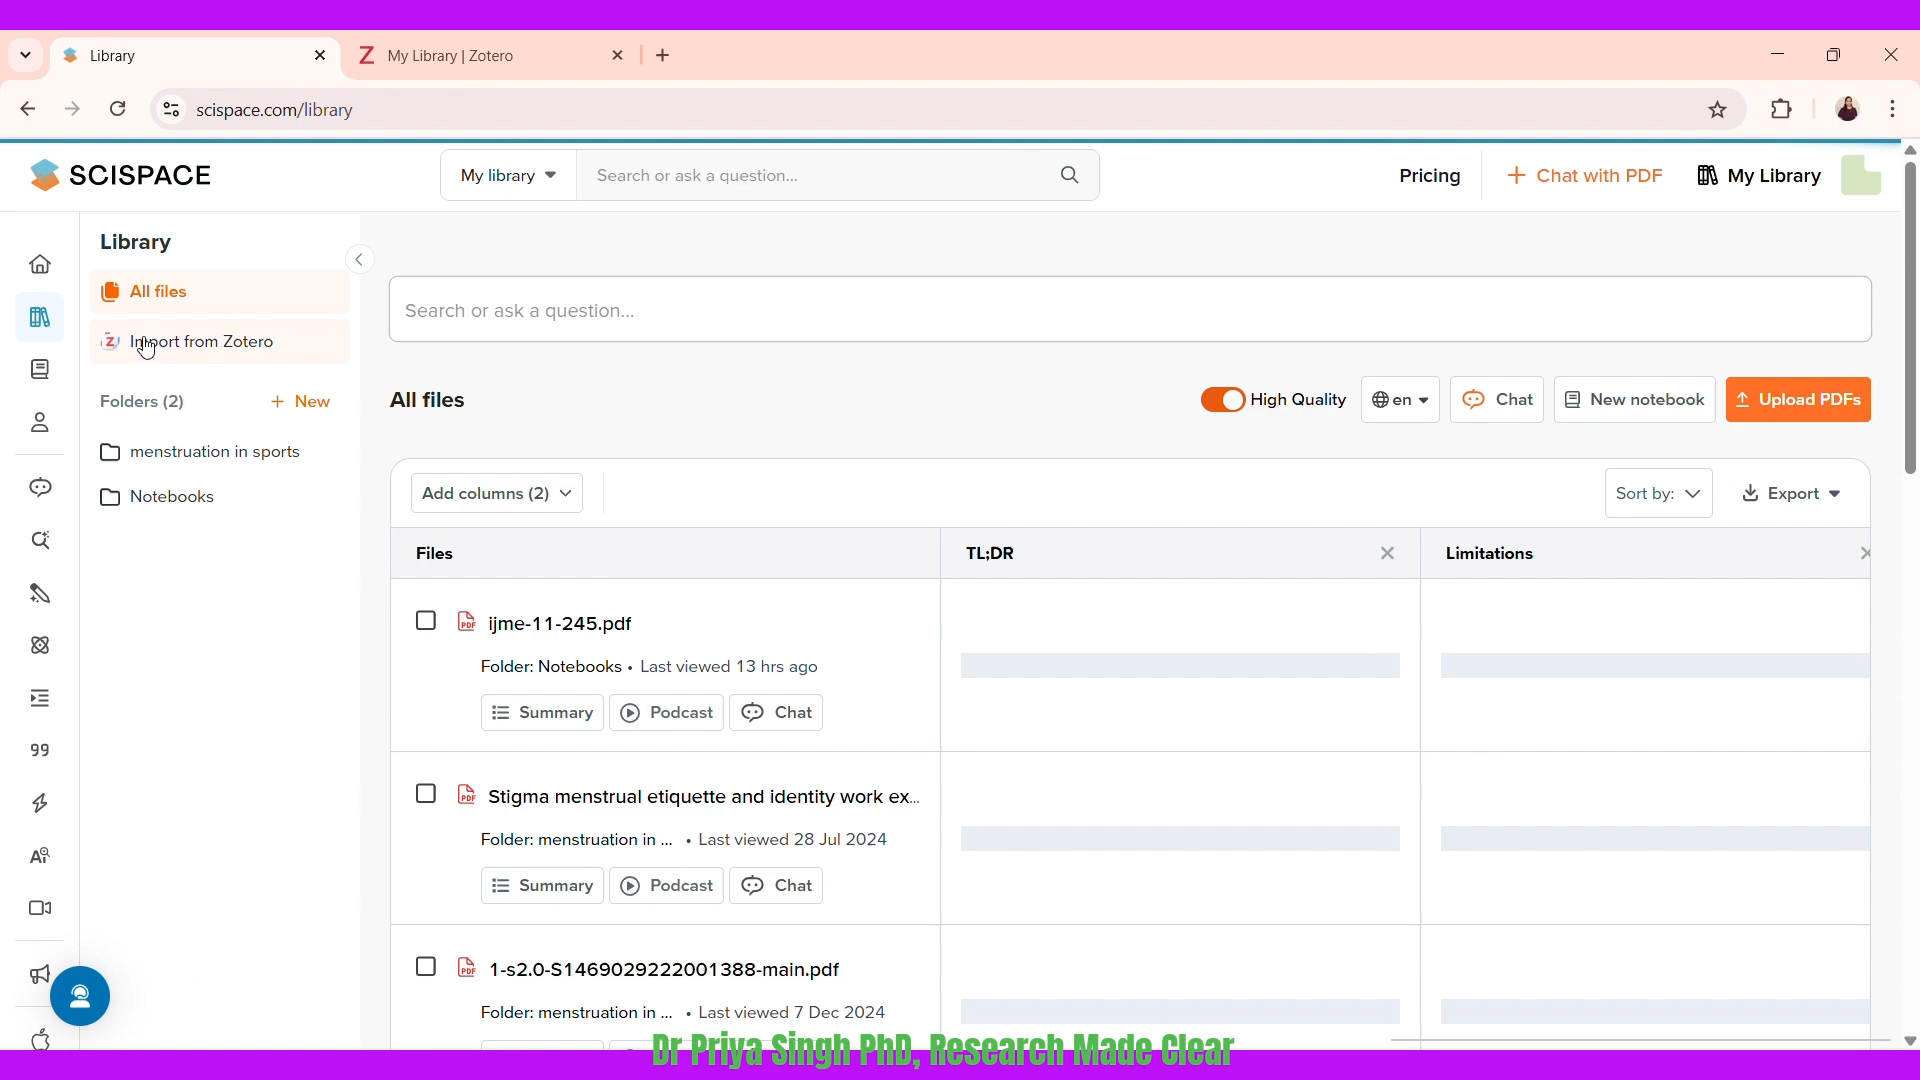 Library
My Library | Zotero
scispace.com/library
SCISPACE
My library
Search or ask a question...
Pricing
Chat with PDF
My Library
Library
All files
Import from Zotero
Folders (2)
+ New
menstruation in sports
Notebooks
Search or ask a question...
All files
High Quality
en
Chat
New notebook
Upload PDFs
Add columns (2)
Sort by:
Export
Files
TL;DR
Limitations
ijme-11-245.pdf
Folder: Notebooks • Last viewed 13 hrs ago
Summary
Podcast
Chat
Stigma menstrual etiquette and identity work ex...
Folder: menstruation in ... • Last viewed 28 Jul 2024
Summary
Podcast
Chat
1-s2.0-S1469029222001388-main.pdf
Folder: menstruation in ... • Last viewed 7 Dec 2024
Dr Priya Singh PhD, Research Made Clear